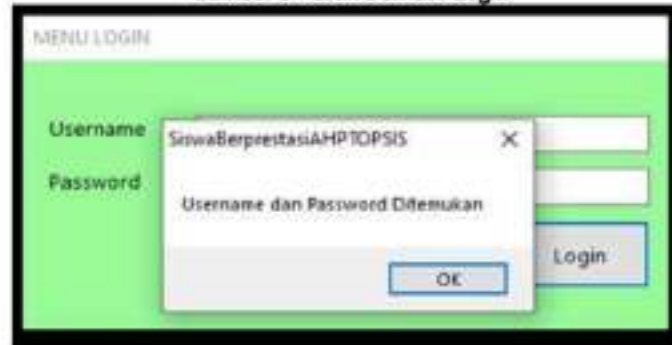 MENU LOGIN
Username
SiswaBerprestasiAHPTOPSIS
Password
Username dan Password Ditemukan
Login
OK